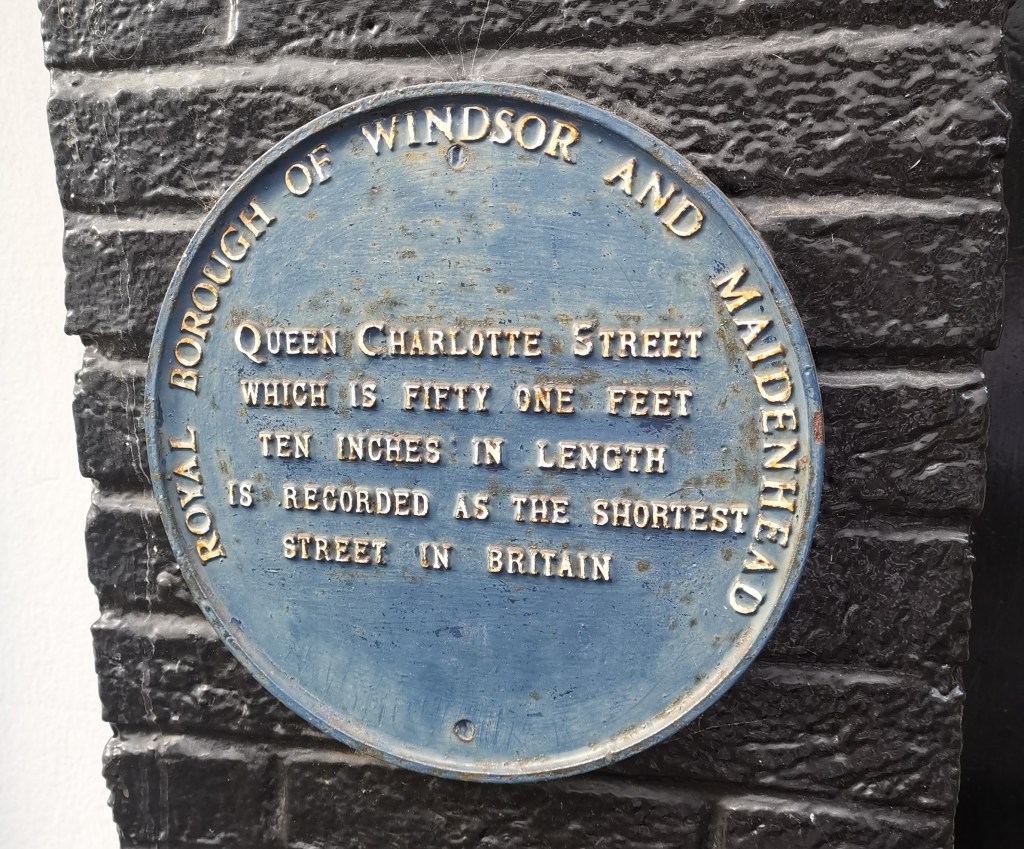 ROYAL BOROUGH OF WINDSOR AND MAIDENHEAD
QUEEN CHARLOTTE STREET
WHICH IS FIFTY ONE FEET
TEN INCHES IN LENGTH
IS RECORDED AS THE SHORTEST
STREET IN BRITAIN